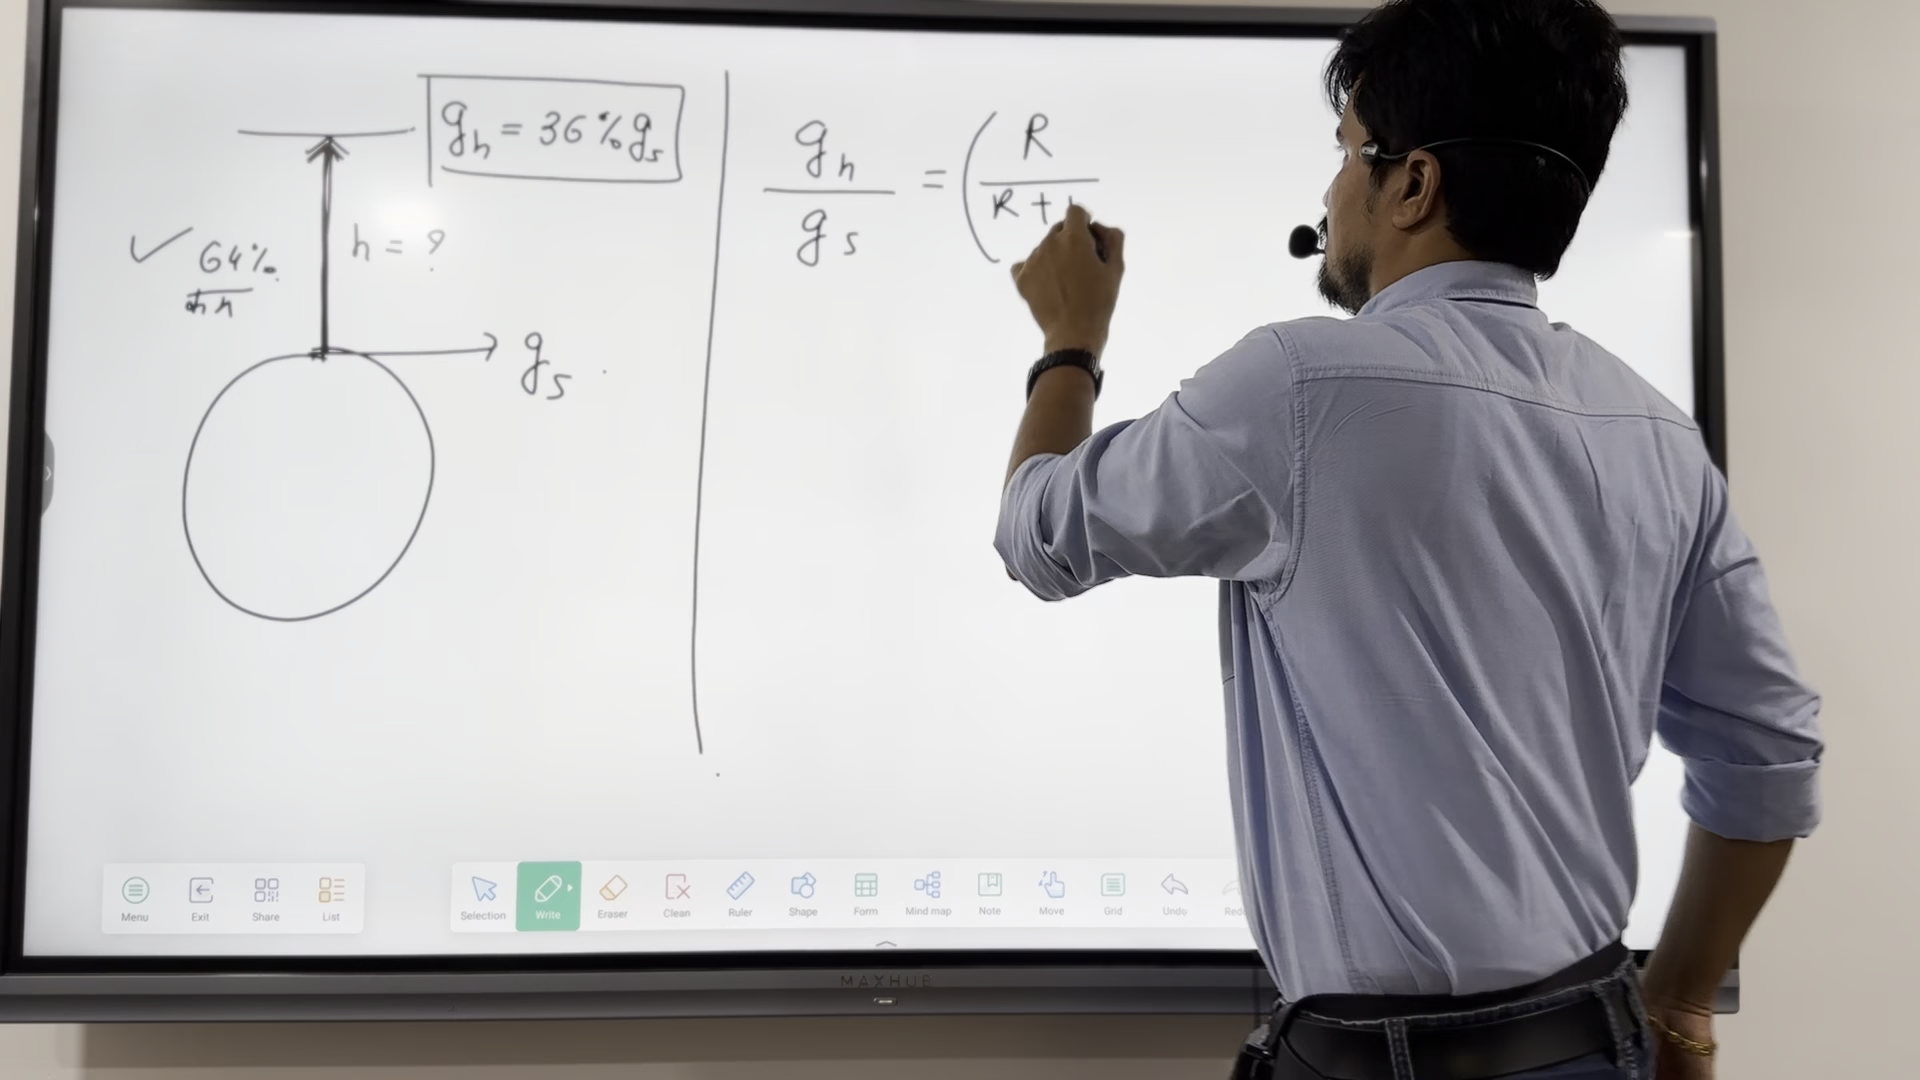 gₕ = 36% gₛ
64%
h = ?
gₛ
gₕ / gₛ = (R / R +
Menu
Exit
Share
List
Selection
Write
Eraser
Clean
Ruler
Shape
Form
Mind map
Note
Move
Grid
Undo
MAXHUB